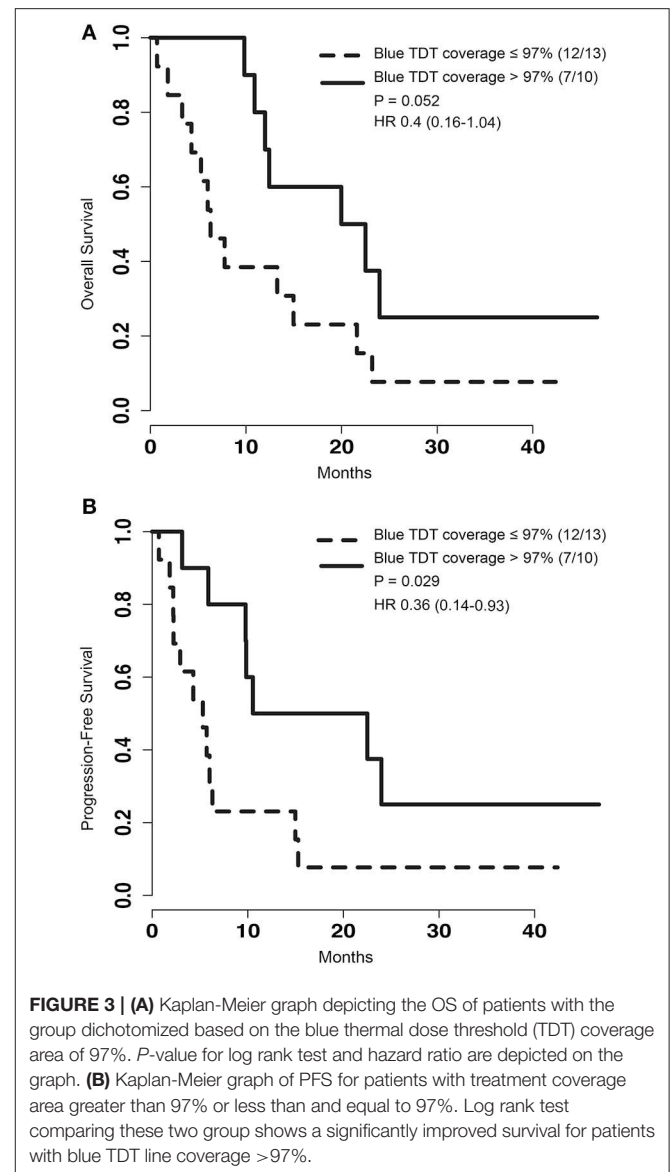 A
Overall Survival
1.0
0.8
0.6
0.4
0.2
0.0
Blue TDT coverage ≤ 97% (12/13)
Blue TDT coverage > 97% (7/10)
P = 0.052
HR 0.4 (0.16-1.04)
0 10 20 30 40
Months
B
Progression-Free Survival
1.0
0.8
0.6
0.4
0.2
0.0
Blue TDT coverage ≤ 97% (12/13)
Blue TDT coverage > 97% (7/10)
P = 0.029
HR 0.36 (0.14-0.93)
0 10 20 30 40
Months
FIGURE 3 | (A) Kaplan-Meier graph depicting the OS of patients with the
group dichotomized based on the blue thermal dose threshold (TDT) coverage
area of 97%. P-value for log rank test and hazard ratio are depicted on the
graph. (B) Kaplan-Meier graph of PFS for patients with treatment coverage
area greater than 97% or less than and equal to 97%. Log rank test
comparing these two group shows a significantly improved survival for patients
with blue TDT line coverage >97%.